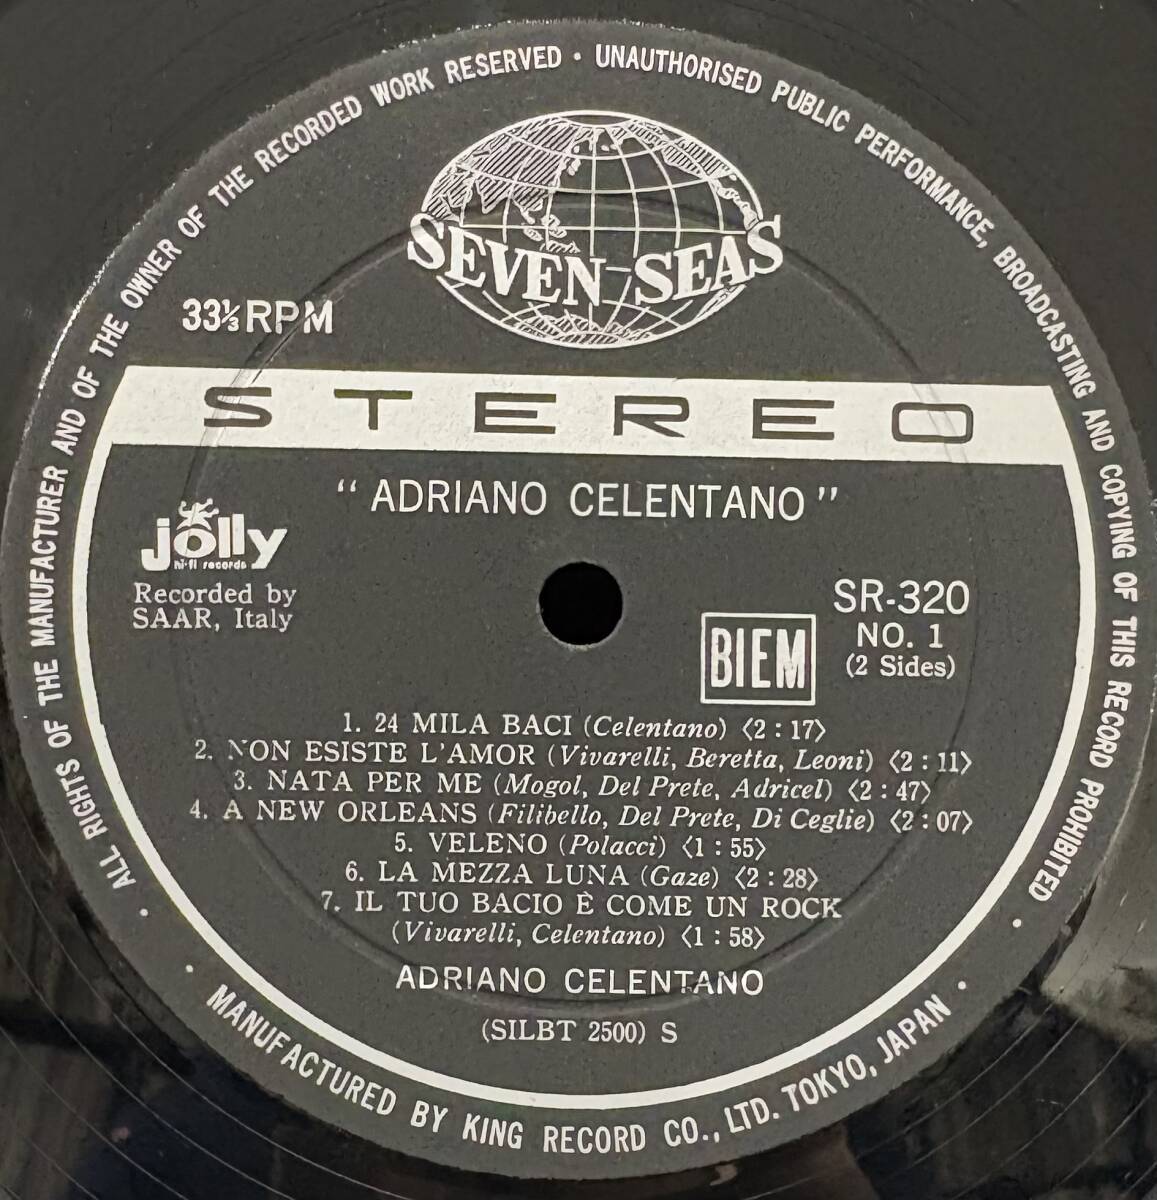 ALL RIGHTS OF THE MANUFACTURER AND OF THE OWNER OF THE RECORDED WORK RESERVED • UNAUTHORISED PUBLIC PERFORMANCE, BROADCASTING AND COPYING OF THIS RECORD PROHIBITED
SEVEN SEAS
33⅓ RPM
STEREO
"ADRIANO CELENTANO"
jolly
hi-fi records
Recorded by
SAAR, Italy
BIEM
SR-320
NO. 1
(2 Sides)
1. 24 MILA BACI (Celentano) ⟨2:17⟩
2. NON ESISTE L'AMOR (Vivarelli, Beretta, Leoni) ⟨2:11⟩
3. NATA PER ME (Mogol, Del Prete, Adricel) ⟨2:47⟩
4. A NEW ORLEANS (Filibello, Del Prete, Di Ceglie) ⟨2:07⟩
5. VELENO (Polacci) ⟨1:55⟩
6. LA MEZZA LUNA (Gaze) ⟨2:28⟩
7. IL TUO BACIO È COME UN ROCK
(Vivarelli, Celentano) ⟨1:58⟩
ADRIANO CELENTANO
(SILBT 2500) S
• MANUFACTURED BY KING RECORD CO., LTD. TOKYO, JAPAN •